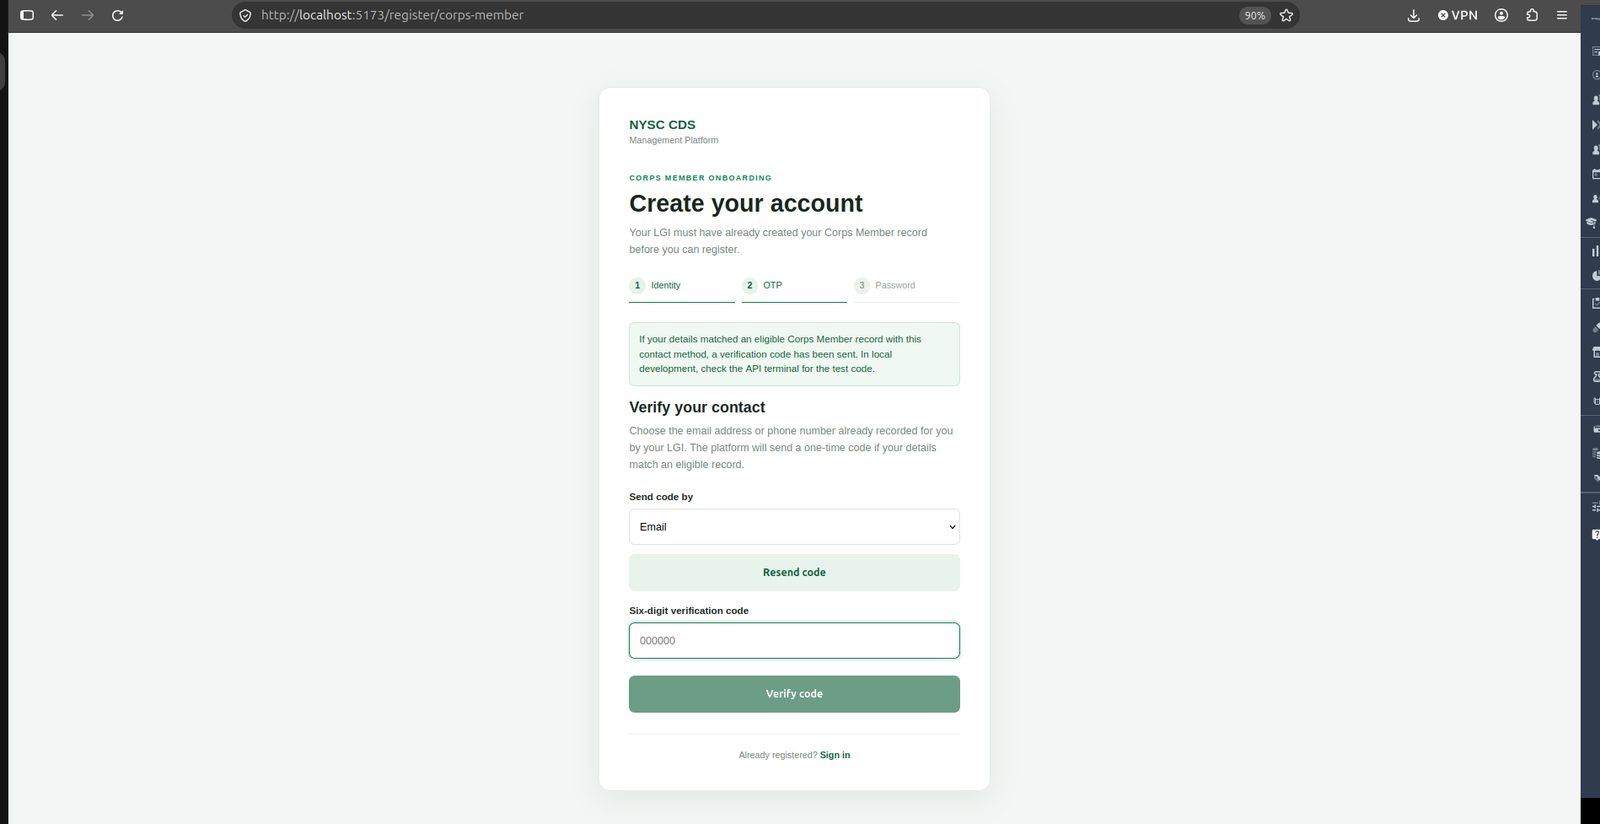 http://localhost:5173/register/corps-member
90%
VPN
NYSC CDS
Management Platform
CORPS MEMBER ONBOARDING
Create your account
Your LGI must have already created your Corps Member record
before you can register.
1 Identity
2 OTP
3 Password
If your details matched an eligible Corps Member record with this
contact method, a verification code has been sent. In local
development, check the API terminal for the test code.
Verify your contact
Choose the email address or phone number already recorded for you
by your LGI. The platform will send a one-time code if your details
match an eligible record.
Send code by
Email
Resend code
Six-digit verification code
000000
Verify code
Already registered? Sign in